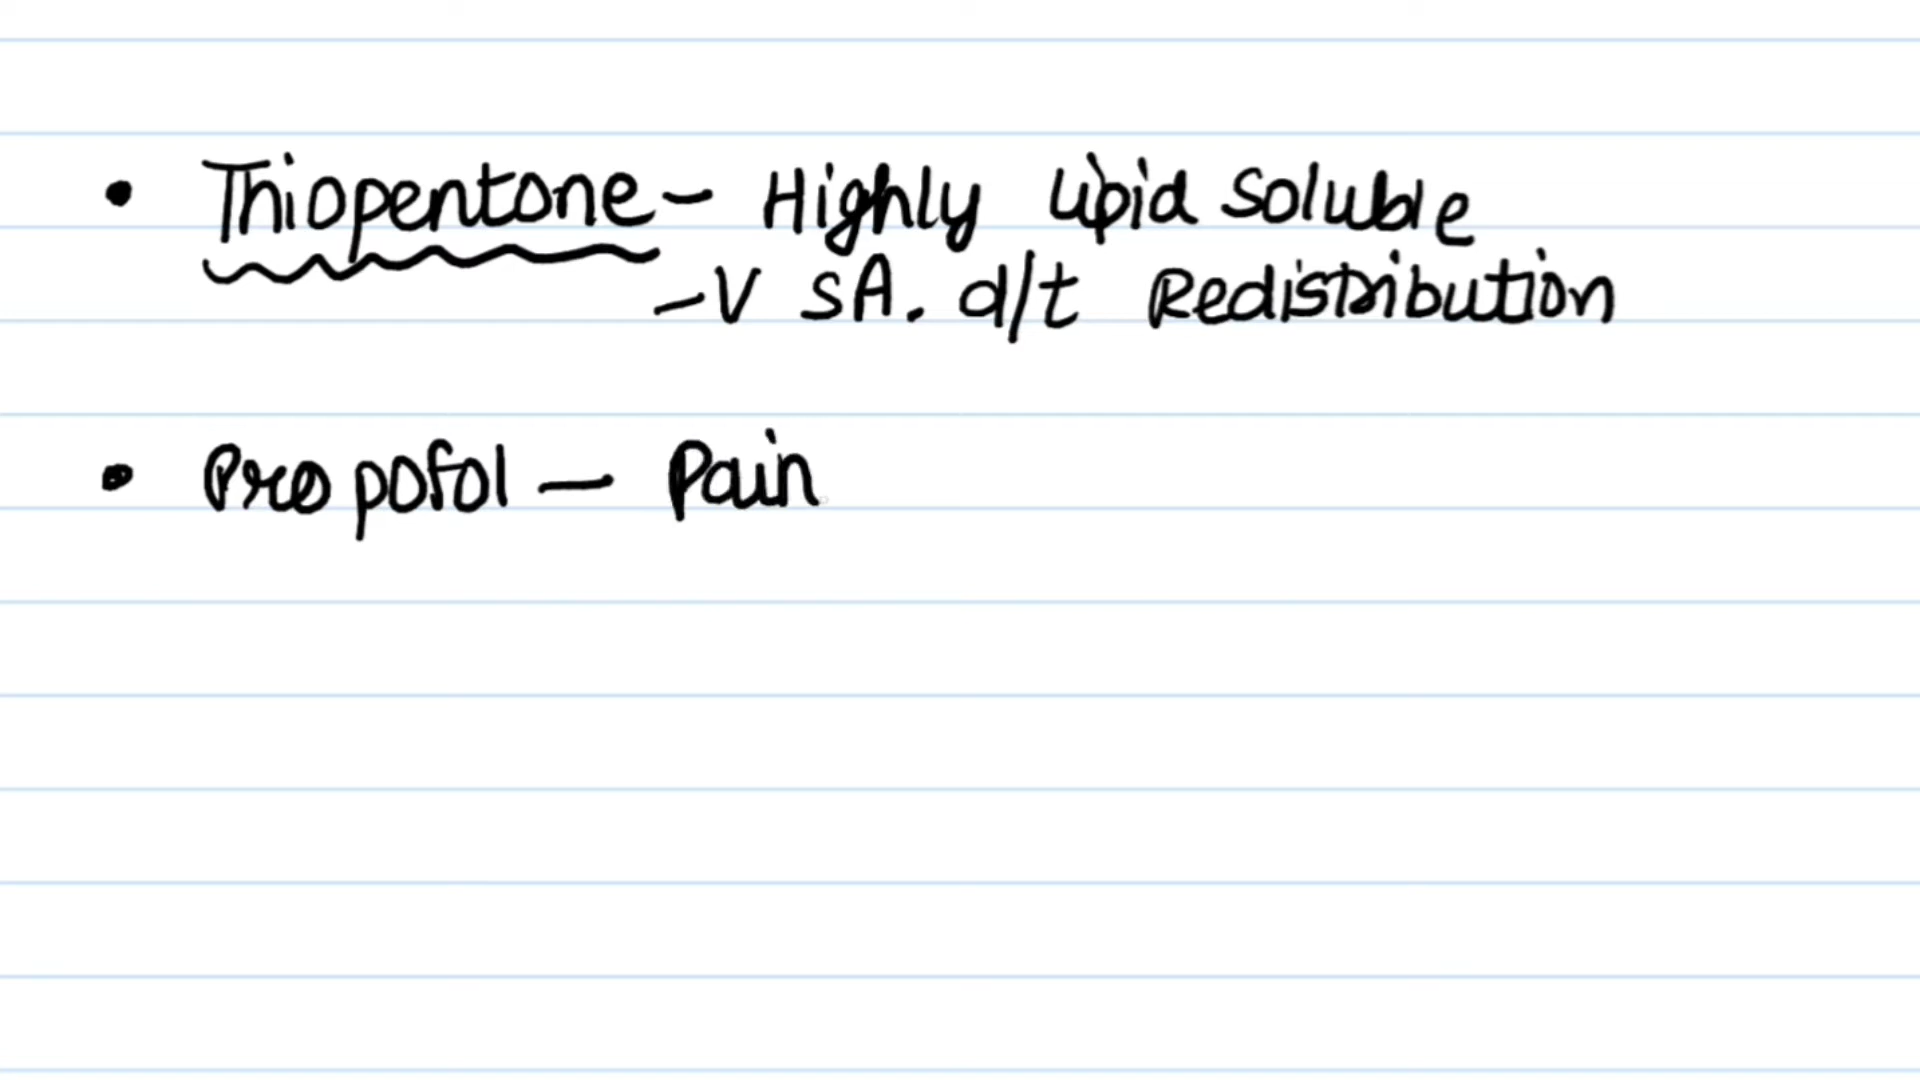 • Thiopentone - Highly Lipid Soluble
- V SA. d/t Redistribution
• Propofol - Pain